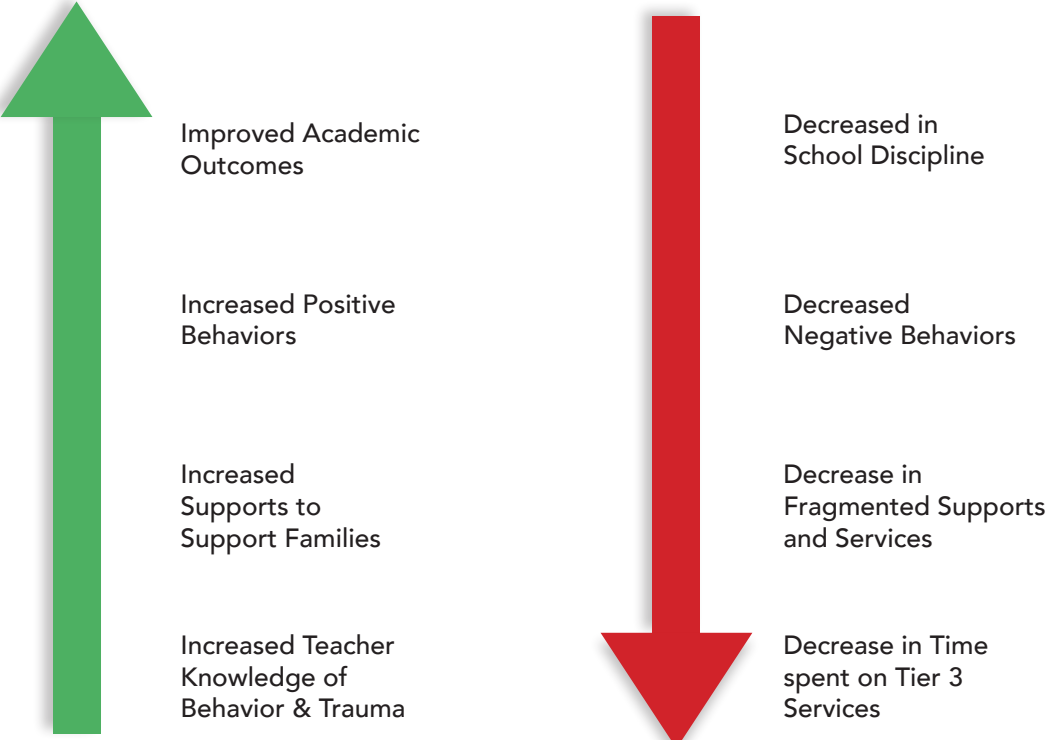 Improved Academic
Outcomes
Increased Positive
Behaviors
Increased
Supports to
Support Families
Increased Teacher
Knowledge of
Behavior & Trauma
Decreased in
School Discipline
Decreased
Negative Behaviors
Decrease in
Fragmented Supports
and Services
Decrease in Time
spent on Tier 3
Services